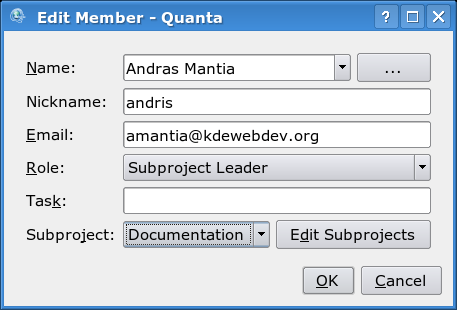 Edit Member - Quanta
Name: Andras Mantia ...
Nickname: andris
Email: amantia@kdewebdev.org
Role: Subproject Leader
Task:
Subproject: Documentation Edit Subprojects
OK Cancel